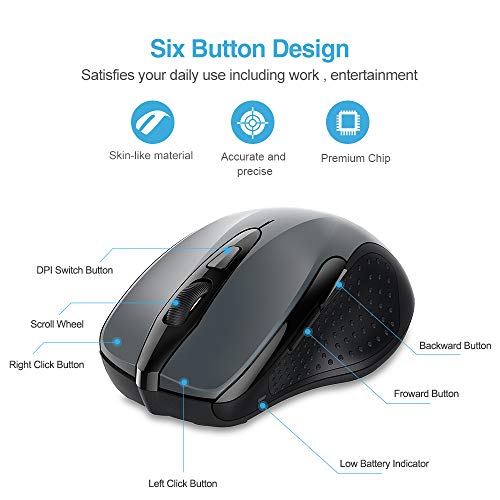 Six Button Design
Satisfies your daily use including work , entertainment
Skin-like material
Accurate and
precise
Premium Chip
DPI Switch Button
Scroll Wheel
Right Click Button
Backward Button
Froward Button
Low Battery Indicator
Left Click Button